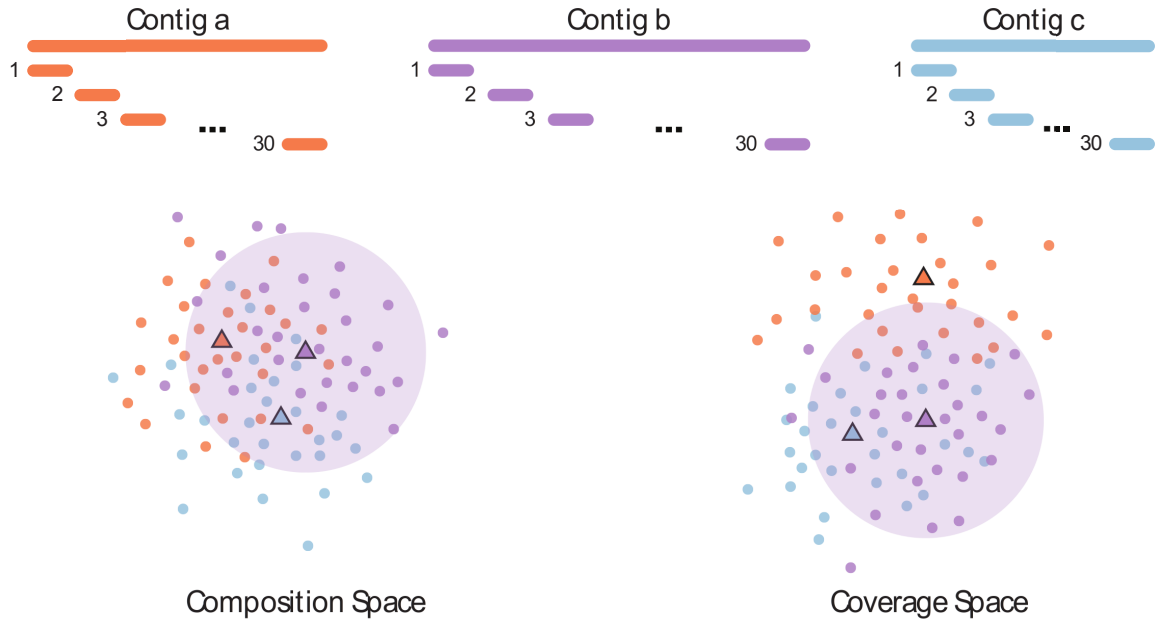 Contig a Contig b Contig c
1 1 1
2 2 2
3 3 3
... ... ...
30 30 30
Composition Space Coverage Space